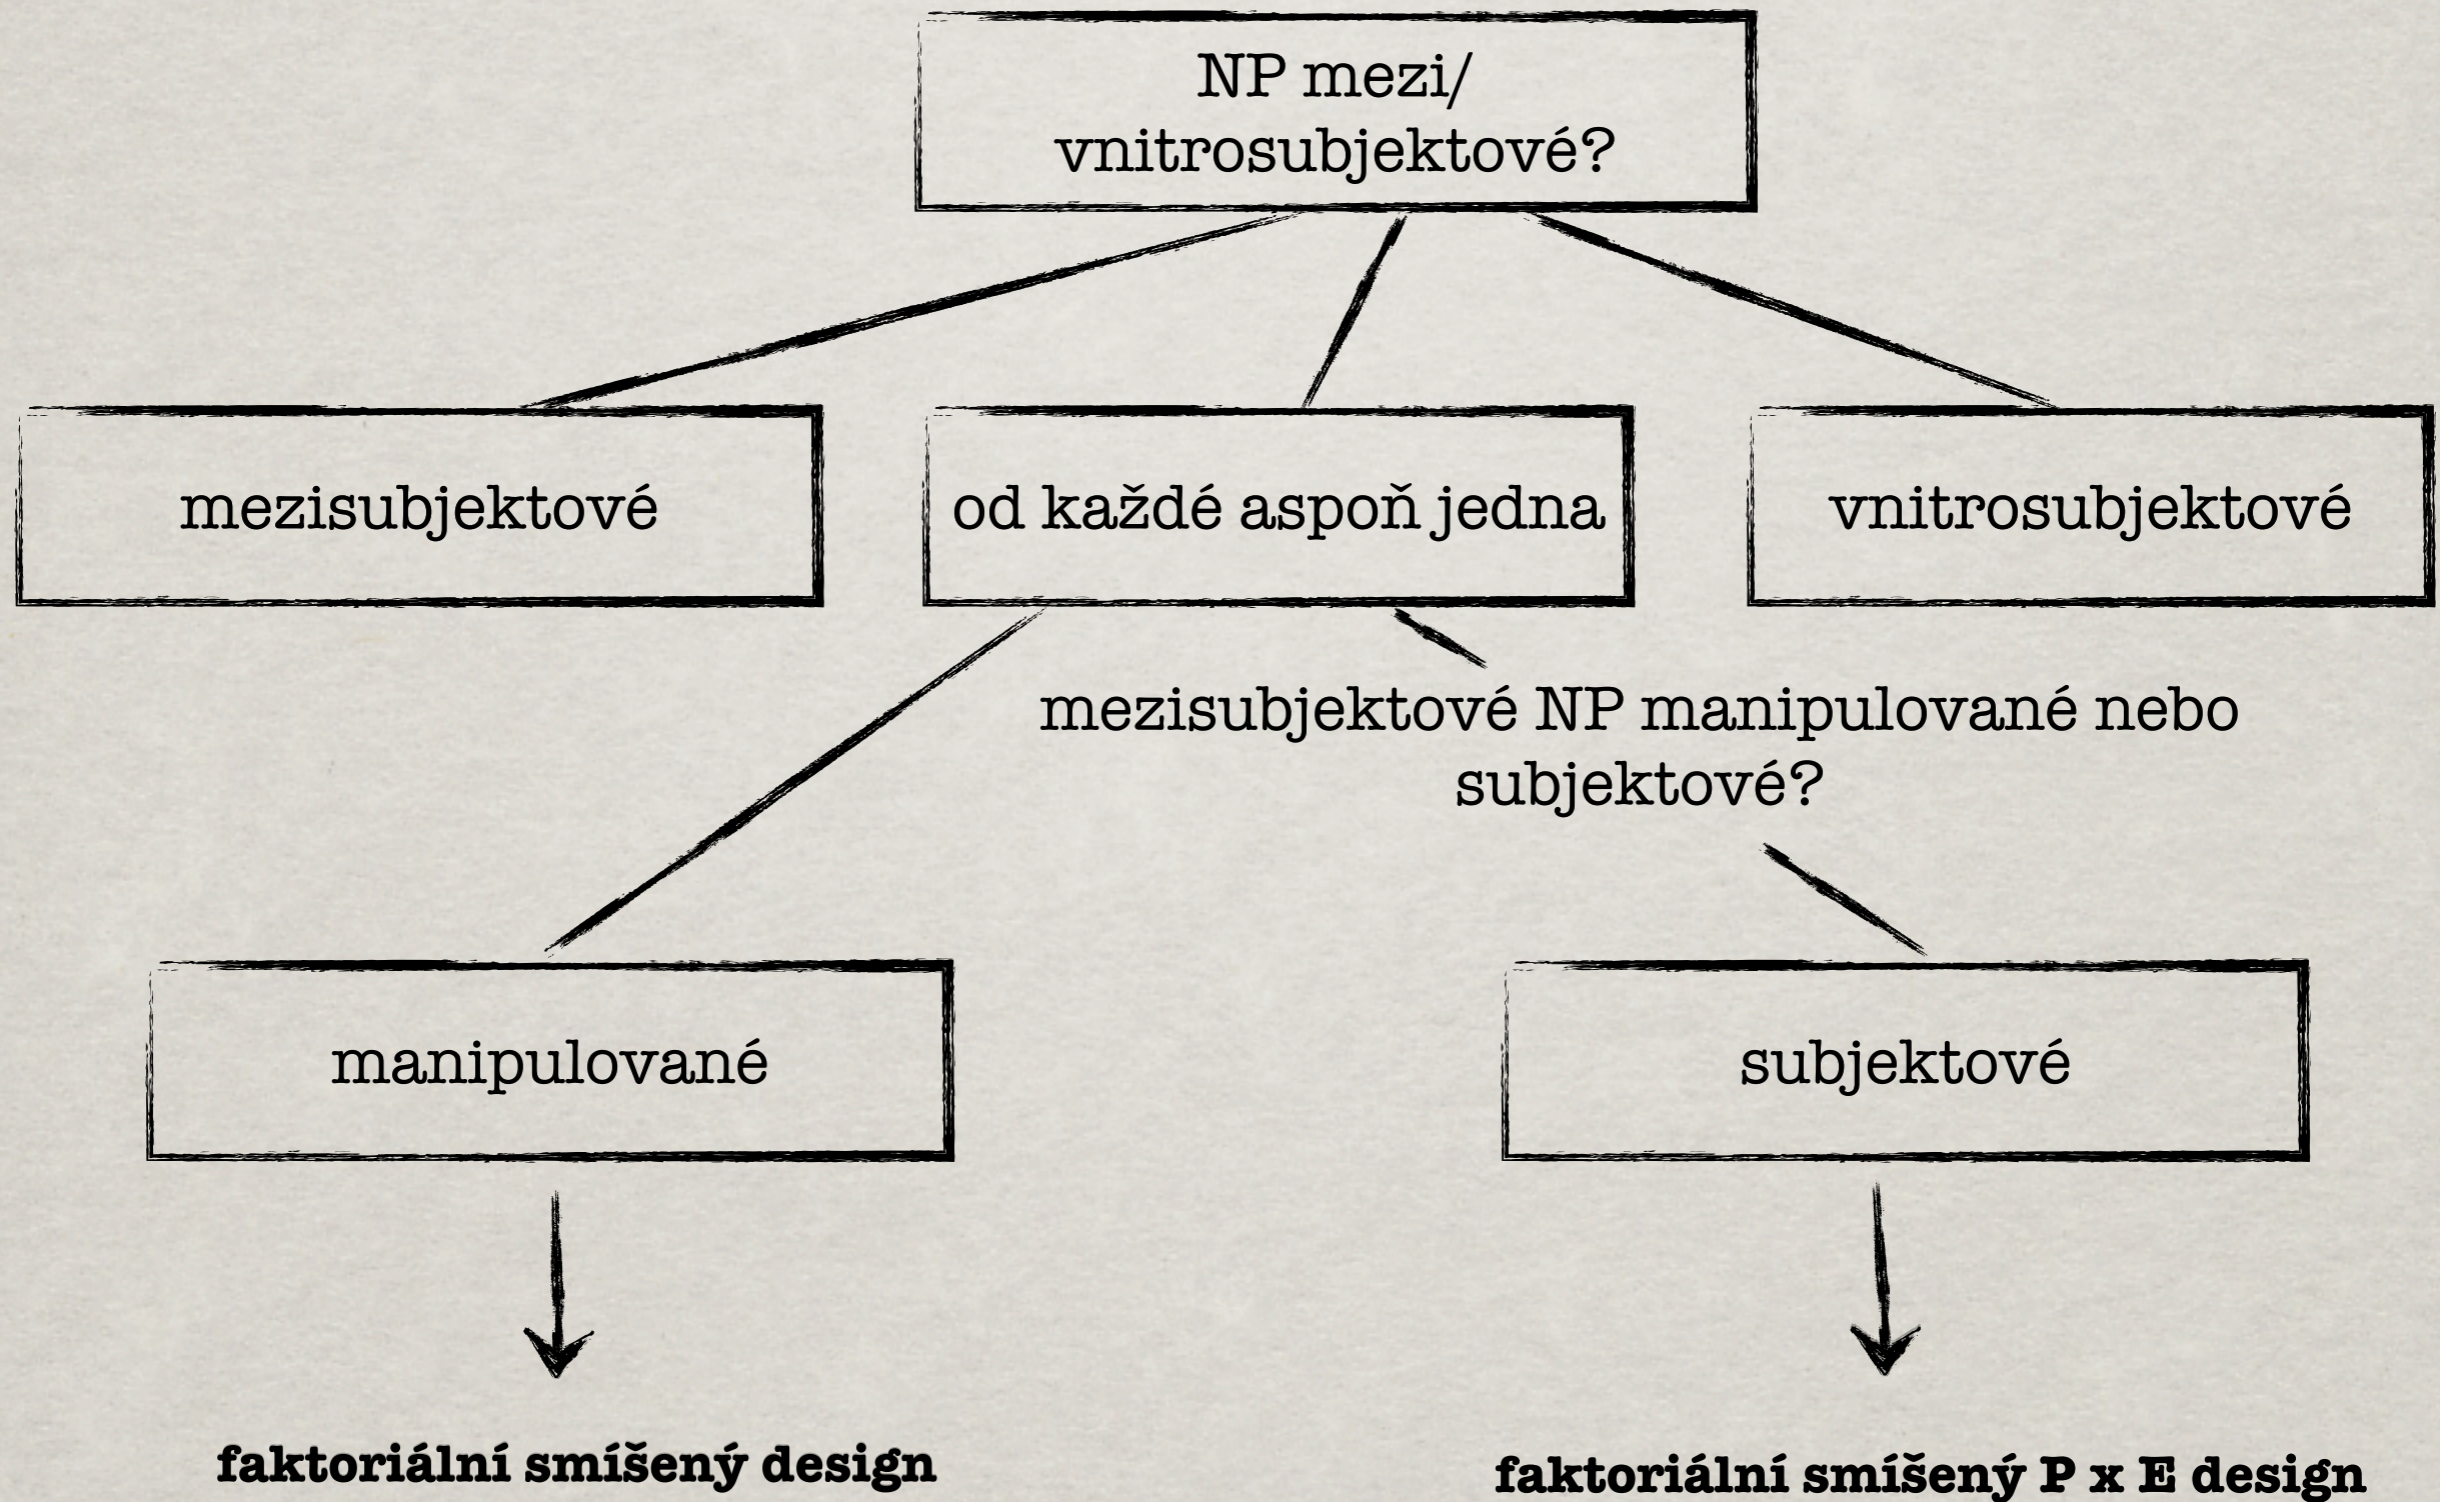 NP mezi/
vnitrosubjektové?
mezisubjektové
od každé aspoň jedna
vnitrosubjektové
mezisubjektové NP manipulované nebo
subjektové?
manipulované
subjektové
faktoriální smíšený design
faktoriální smíšený P x E design